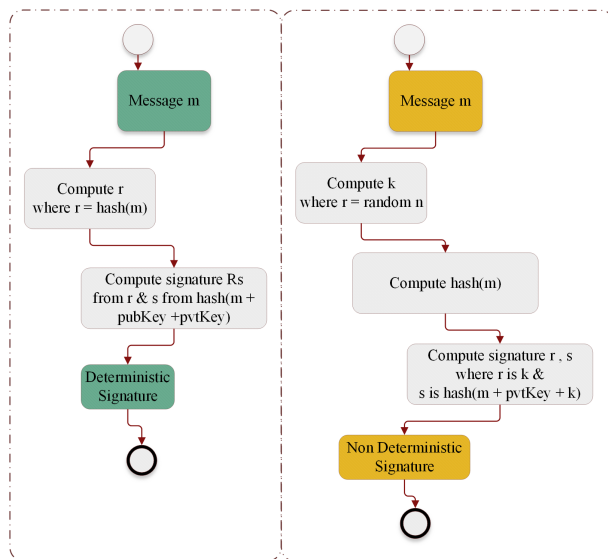 Message m
Compute r
where r = hash(m)
Compute signature Rs
from r & s from hash(m +
pubKey +pvtKey)
Deterministic
Signature
Message m
Compute k
where r = random n
Compute hash(m)
Compute signature r , s
where r is k &
s is hash(m + pvtKey + k)
Non Deterministic
Signature